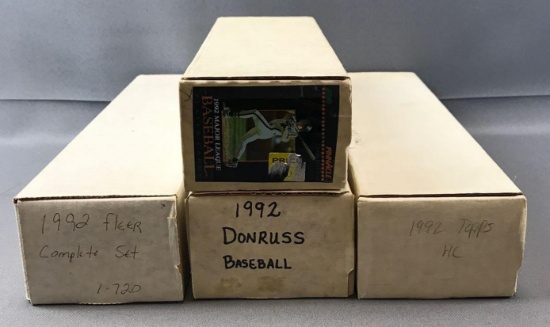 PINNACLE
1992 MAJOR LEAGUE
BASEBALL
1992 Fleer
Complete Set
1-720
1992
DONRUSS
BASEBALL
1992 Topps
HC